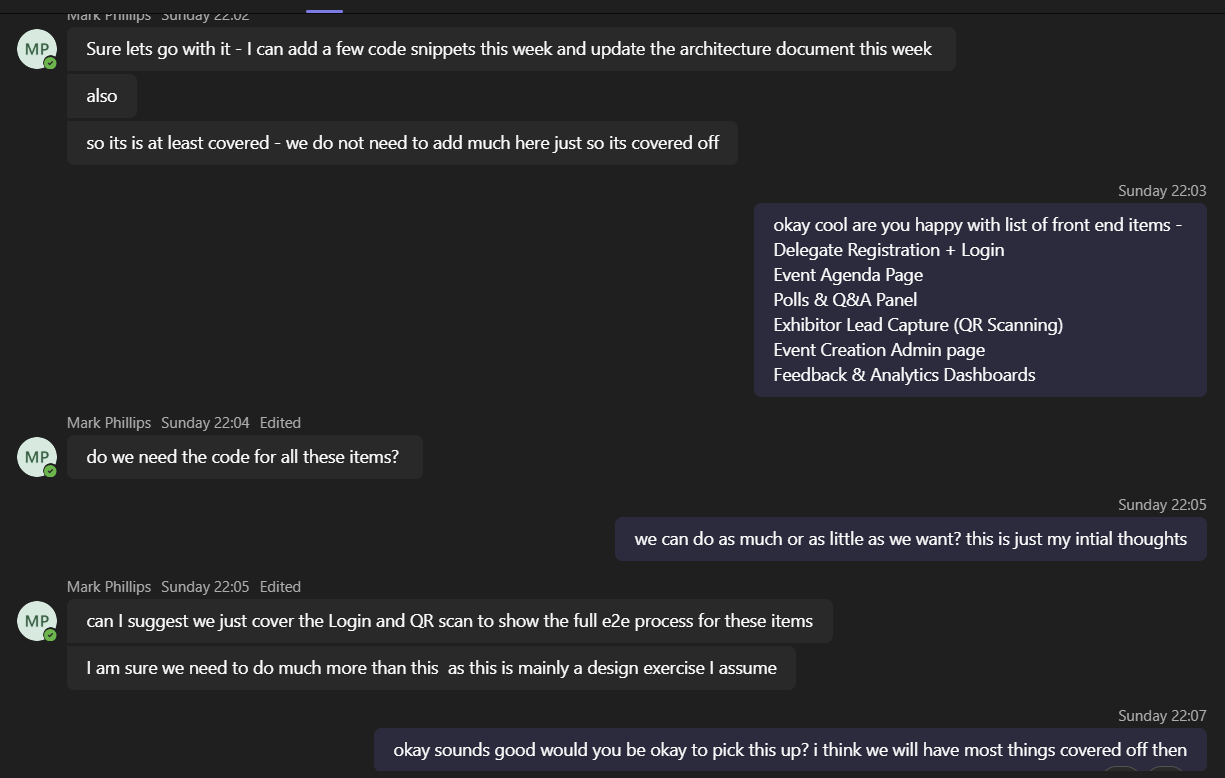 Mark Phillips Sunday 22:02
MP
Sure lets go with it - I can add a few code snippets this week and update the architecture document this week
also
so its is at least covered - we do not need to add much here just so its covered off
Sunday 22:03
okay cool are you happy with list of front end items -
Delegate Registration + Login
Event Agenda Page
Polls & Q&A Panel
Exhibitor Lead Capture (QR Scanning)
Event Creation Admin page
Feedback & Analytics Dashboards
Mark Phillips Sunday 22:04 Edited
MP
do we need the code for all these items?
Sunday 22:05
we can do as much or as little as we want? this is just my intial thoughts
Mark Phillips Sunday 22:05 Edited
MP
can I suggest we just cover the Login and QR scan to show the full e2e process for these items
I am sure we need to do much more than this as this is mainly a design exercise I assume
Sunday 22:07
okay sounds good would you be okay to pick this up? i think we will have most things covered off then